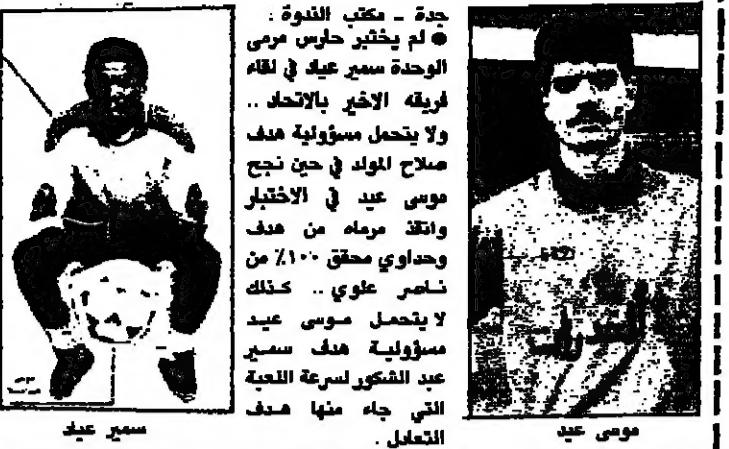 جدة ـ مكتب الندوة :
● لم يختبر حارس مرمى
الوحدة سمير عياد في لقاء
فريقه الاخير بالاتحاد ..
ولا يتحمل مسؤولية هدف
صلاح المولد في حين نجح
موسى عيد في الاختبار
وانقذ مرماه من هدف
وحداوي محقق ١٠٠٪ من
ناصر علوي .. كذلك
لا يتحمل موسى عيد
مسؤولية هدف سمير
عبد الشكور لسرعة اللعبة
التي جاء منها هدف
التعادل .
موسى عيد
سمير عياد